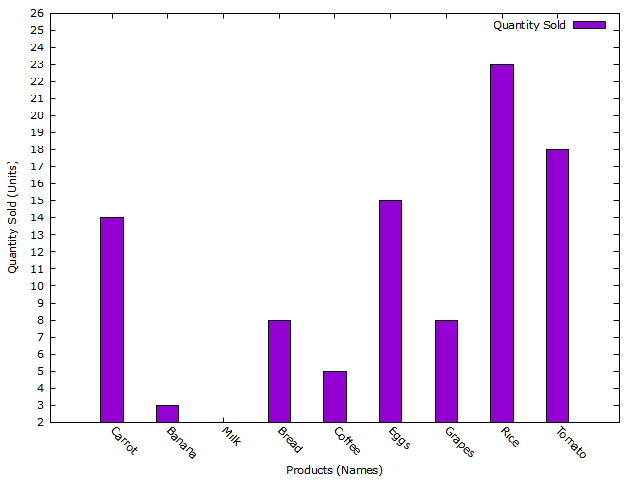 Quantity Sold
26
25
24
23
22
21
20
19
18
17
16
15
14
13
12
11
10
9
8
7
6
5
4
3
2
Quantity Sold (Units)
Carrot
Banana
Milk
Bread
Coffee
Eggs
Grapes
Rice
Tomato
Products (Names)